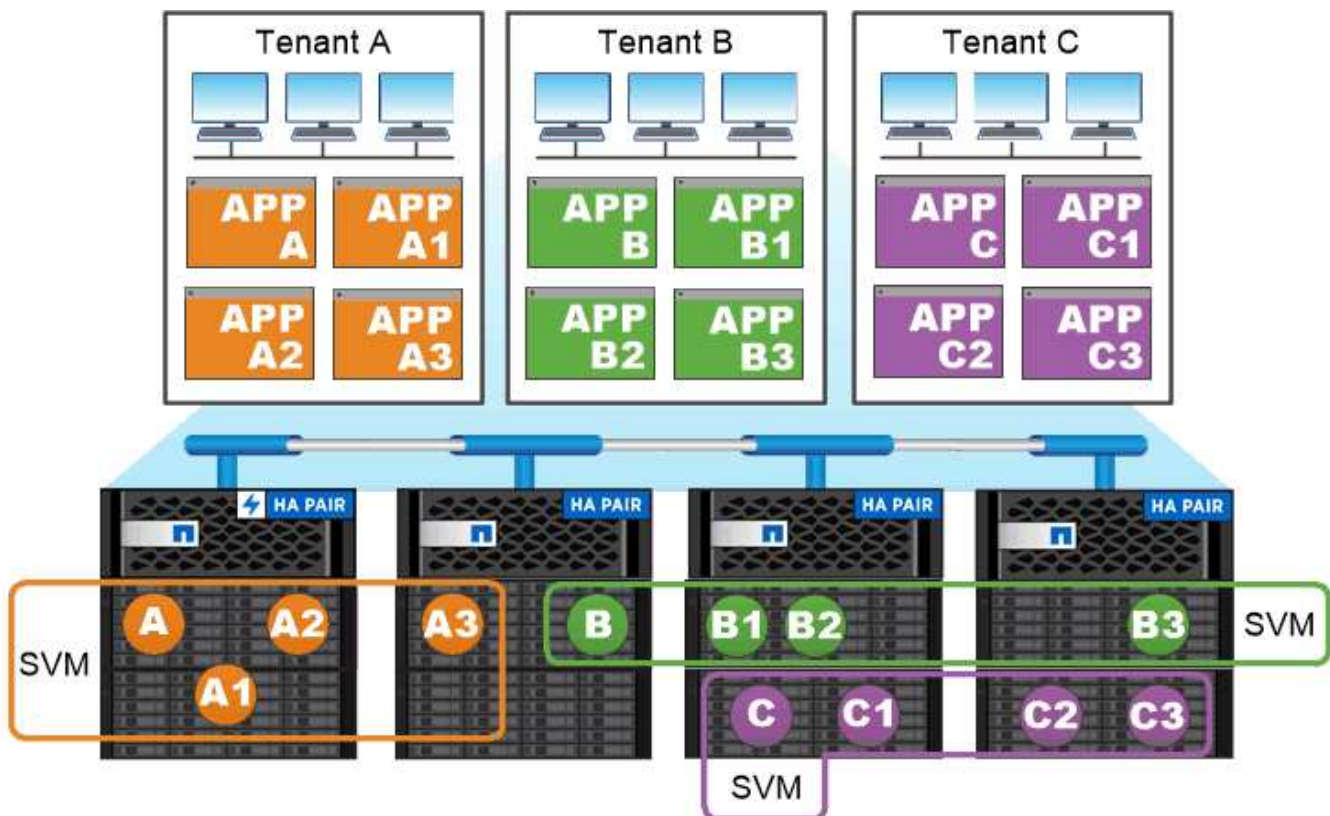 Tenant A
Tenant B
Tenant C
APP
A
APP
A1
APP
B
APP
B1
APP
C
APP
C1
APP
A2
APP
A3
APP
B2
APP
B3
APP
C2
APP
C3
HA PAIR
HA PAIR
HA PAIR
HA PAIR
SVM
A
A2
A1
A3
B
B1
B2
B3
SVM
C
C1
C2
C3
SVM